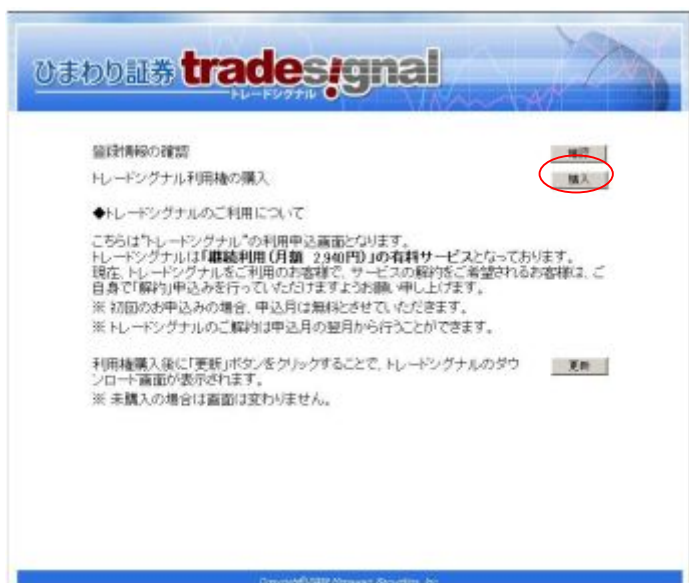 ひまわり証券 tradesignal
トレードシグナル
登録情報の確認 確認
トレードシグナル利用権の購入 購入
◆トレードシグナルのご利用について
こちらは"トレードシグナル"の利用申込画面となります。
トレードシグナルは「継続利用(月額 2,940円)」の有料サービスとなっております。
現在、トレードシグナルをご利用のお客様で、サービスの解約をご希望されるお客様は、ご
自身で「解約」申込みを行っていただけますようお願い申し上げます。
※ 初回のお申込みの場合、申込月は無料とさせていただきます。
※ トレードシグナルのご解約は申込月の翌月から行うことができます。
利用権購入後に「更新」ボタンをクリックすることで、トレードシグナルのダウ
ンロード画面が表示されます。 更新
※ 未購入の場合は画面は変わりません。
Securities, Inc.